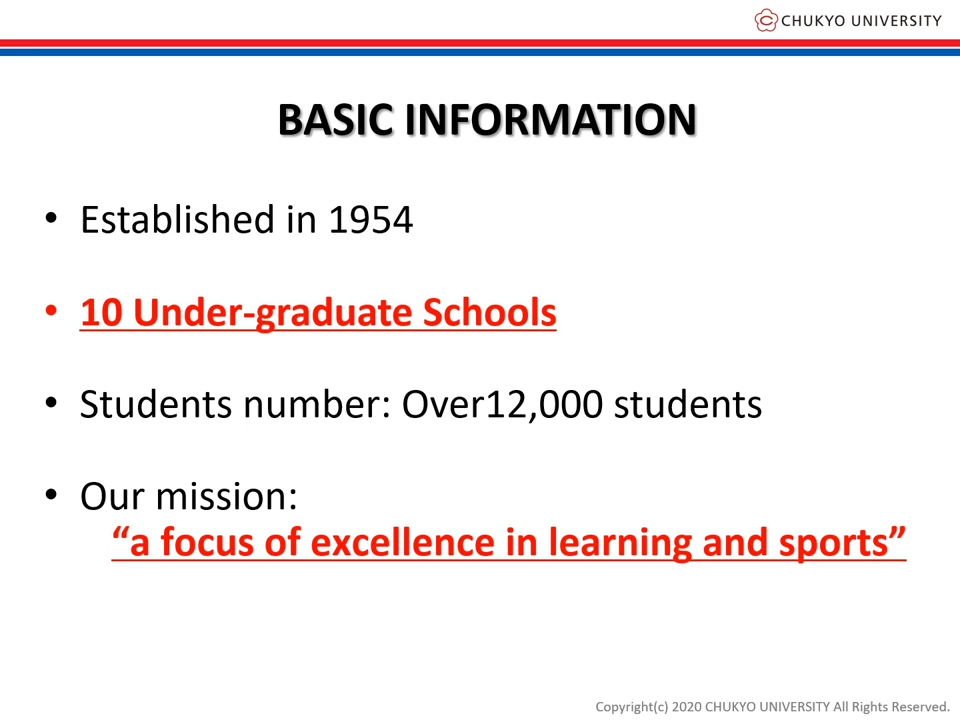 CHUKYO UNIVERSITY
BASIC INFORMATION
• Established in 1954
• 10 Under-graduate Schools
• Students number: Over12,000 students
• Our mission:
“a focus of excellence in learning and sports”
Copyright(c) 2020 CHUKYO UNIVERSITY All Rights Reserved.